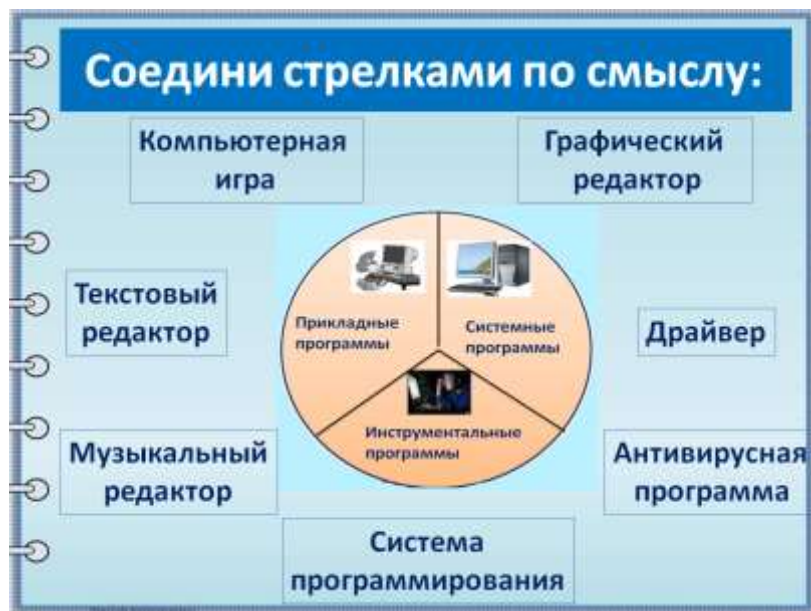 Соедини стрелками по смыслу:
Компьютерная
игра
Графический
редактор
Текстовый
редактор
Прикладные
программы
Системные
программы
Драйвер
Инструментальные
программы
Музыкальный
редактор
Антивирусная
программа
Система
программирования